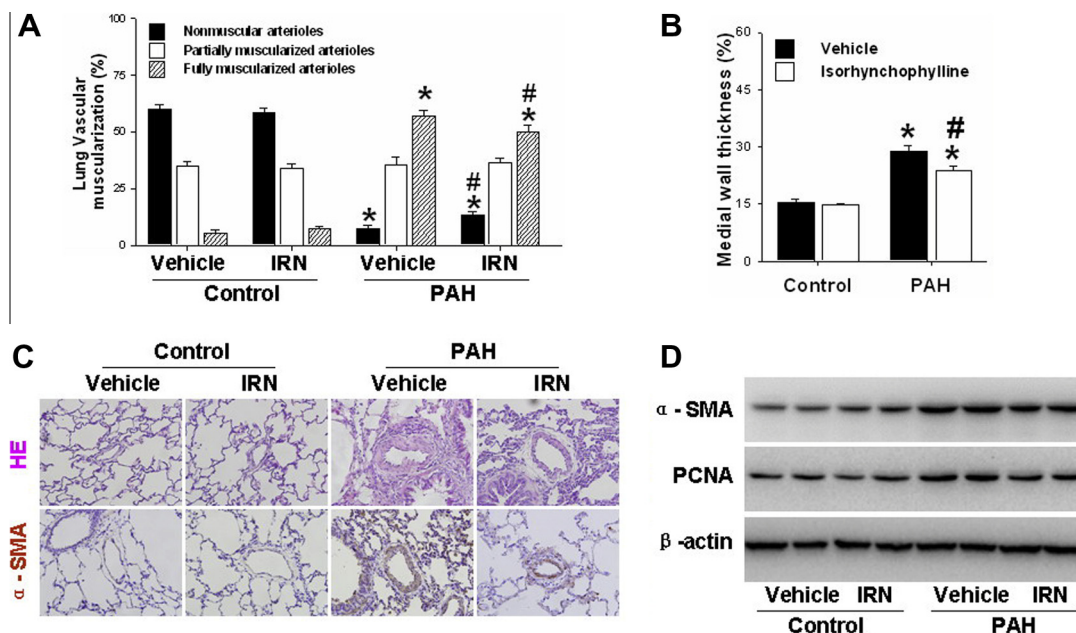 A
Lung Vascular
muscularization (%)
100
75
50
25
0
Nonmuscular arterioles
Partially muscularized arterioles
Fully muscularized arterioles
*
*
#
*
#
*
Vehicle IRN Vehicle IRN
Control PAH
B
Medial wall thickness (%)
60
45
30
15
0
Vehicle
Isorhynchophylline
*
#
*
Control PAH
C
Control PAH
Vehicle IRN Vehicle IRN
HE
α - SMA
D
α - SMA
PCNA
β -actin
Vehicle IRN Vehicle IRN
Control PAH